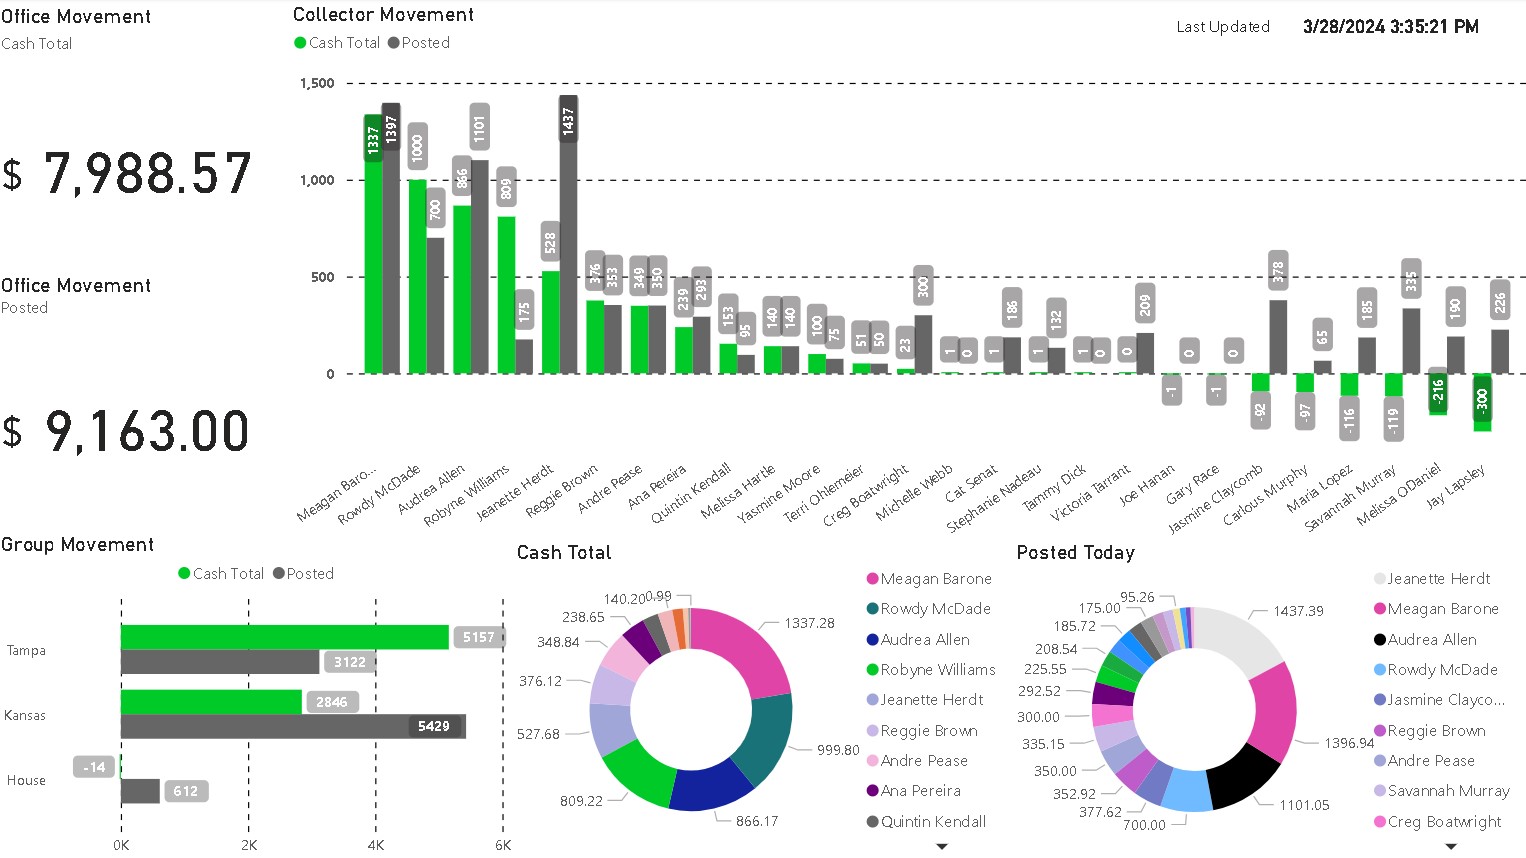 Office Movement
Cash Total
$ 7,988.57
Office Movement
Posted
$ 9,163.00
Collector Movement
Cash Total Posted
Last Updated 3/28/2024 3:35:21 PM
1,500
1,000
500
0
1337 1397 1000 700 866 1101 809 175 528 1437 376 353 349 350 239 293 153 95 140 140 100 75 51 50 23 300 1 0 1 186 1 132 1 0 0 209 -1 0 -1 0 -92 378 -97 65 -116 185 -119 335 -216 190 -300 226
Meagan Baro...
Rowdy McDade
Audrea Allen
Robyne Williams
Jeanette Herdt
Reggie Brown
Andre Pease
Ana Pereira
Quintin Kendall
Melissa Hartle
Yasmine Moore
Terri Ohlemeier
Creg Boatwright
Michelle Webb
Cat Senat
Stephanie Nadeau
Tammy Dick
Victoria Tarrant
Joe Hanan
Gary Race
Jasmine Claycomb
Carlous Murphy
Maria Lopez
Savannah Murray
Melissa ODaniel
Jay Lapsley
Group Movement
Cash Total Posted
Tampa
5157
3122
Kansas
2846
5429
House
-14
612
0K 2K 4K 6K
Cash Total
1337.28
999.80
866.17
809.22
527.68
376.12
348.84
238.65
140.20
0.99
Meagan Barone
Rowdy McDade
Audrea Allen
Robyne Williams
Jeanette Herdt
Reggie Brown
Andre Pease
Ana Pereira
Quintin Kendall
Posted Today
1437.39
1396.94
1101.05
700.00
377.62
352.92
350.00
335.15
300.00
292.52
225.55
208.54
185.72
175.00
95.26
Jeanette Herdt
Meagan Barone
Audrea Allen
Rowdy McDade
Jasmine Clayco...
Reggie Brown
Andre Pease
Savannah Murray
Creg Boatwright